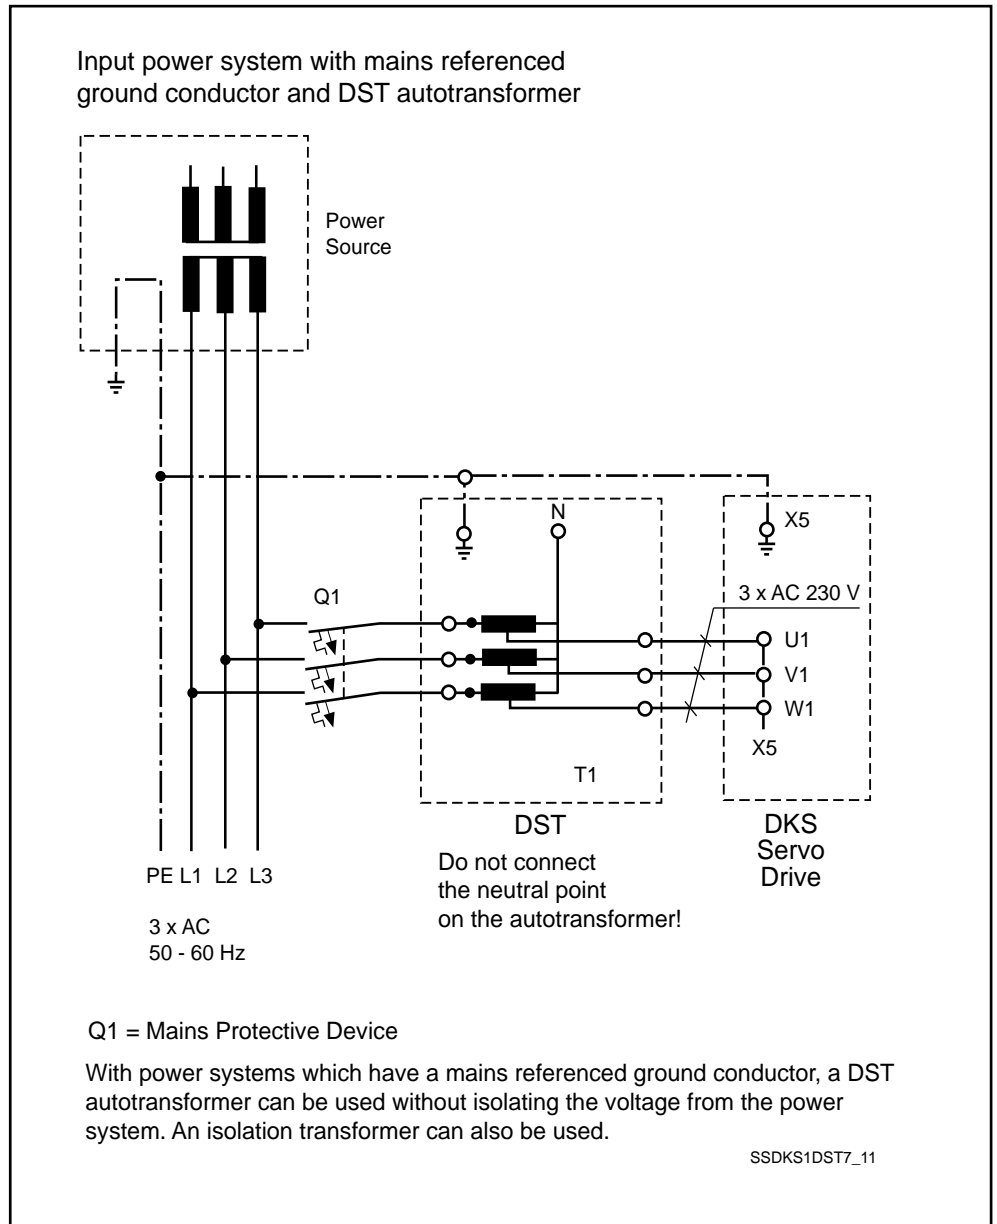 Input power system with mains referenced
ground conductor and DST autotransformer
Power
Source
N
X5
Q1
3 x AC 230 V
U1
V1
W1
X5
T1
DST
DKS
Servo
Drive
Do not connect
the neutral point
on the autotransformer!
PE L1 L2 L3
3 x AC
50 - 60 Hz
Q1 = Mains Protective Device
With power systems which have a mains referenced ground conductor, a DST
autotransformer can be used without isolating the voltage from the power
system. An isolation transformer can also be used.
SSDKS1DST7_11